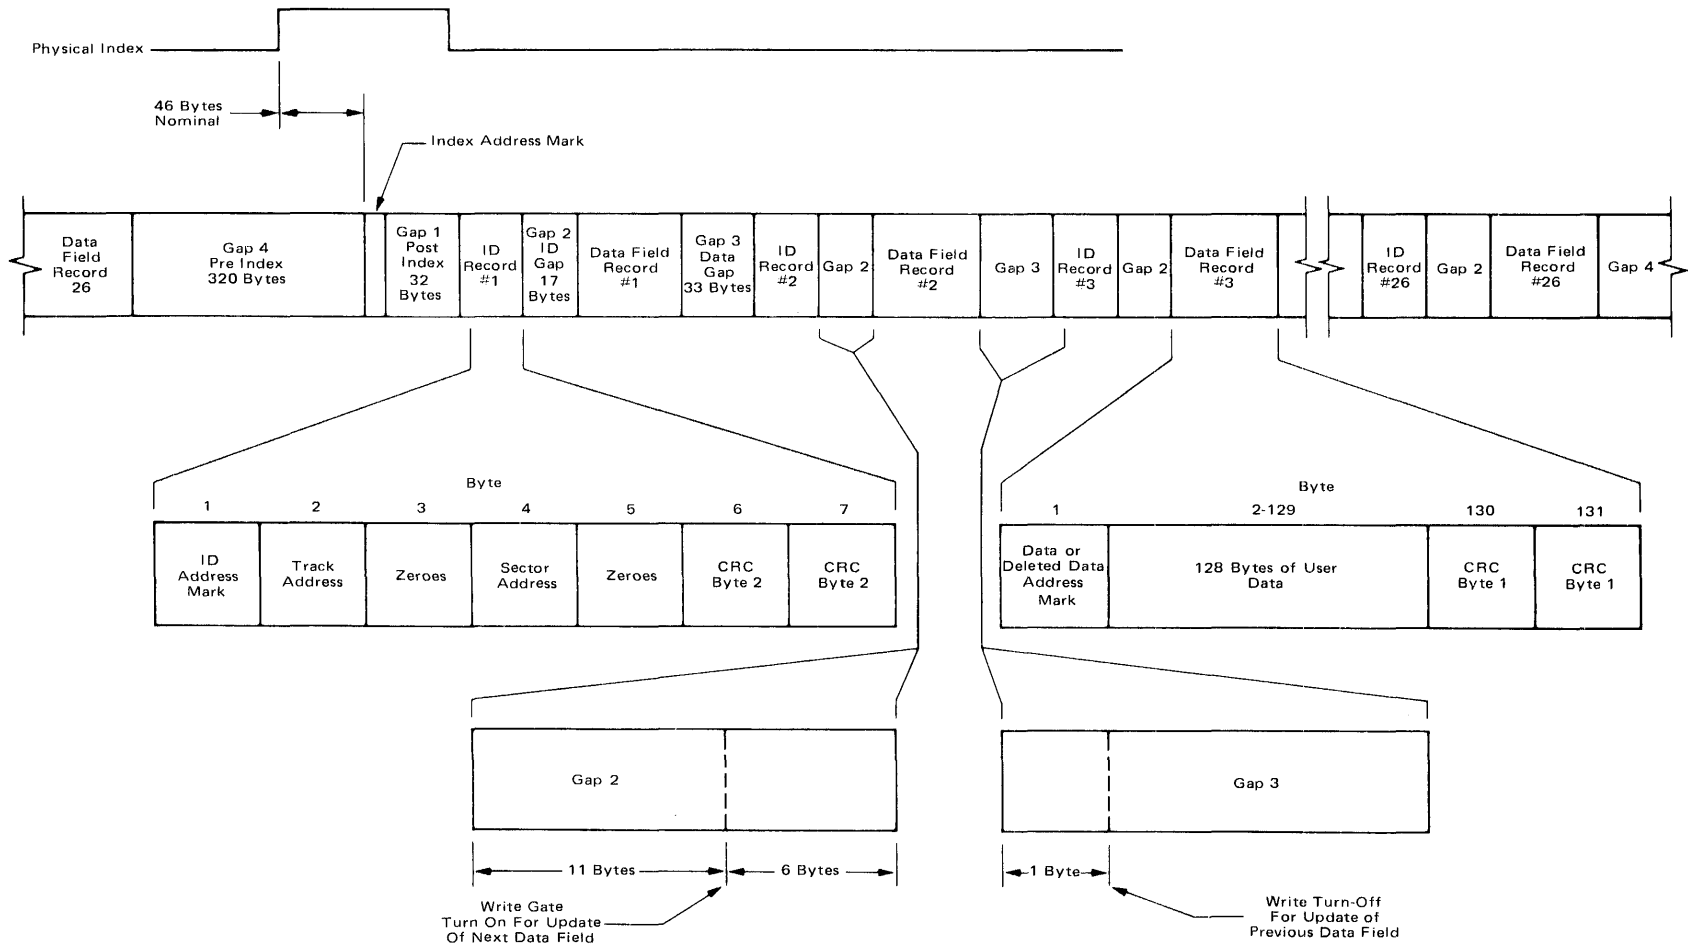 Physical Index
46 Bytes
Nominal
Index Address Mark
Data
Field
Record
26
Gap 4
Pre Index
320 Bytes
Gap 1
Post
Index
32
Bytes
ID
Record
#1
Gap 2
ID
Gap
17
Bytes
Data Field
Record
#1
Gap 3
Data
Gap
33 Bytes
ID
Record
#2
Gap 2
Data Field
Record
#2
Gap 3
ID
Record
#3
Gap 2
Data Field
Record
#3
ID
Record
#26
Gap 2
Data Field
Record
#26
Gap 4
Byte
1 2 3 4 5 6 7
ID
Address
Mark
Track
Address
Zeroes
Sector
Address
Zeroes
CRC
Byte 2
CRC
Byte 2
Byte
1 2-129 130 131
Data or
Deleted Data
Address
Mark
128 Bytes of User
Data
CRC
Byte 1
CRC
Byte 1
Gap 2
11 Bytes
6 Bytes
Write Gate
Turn On For Update
Of Next Data Field
Gap 3
1 Byte
Write Turn-Off
For Update of
Previous Data Field